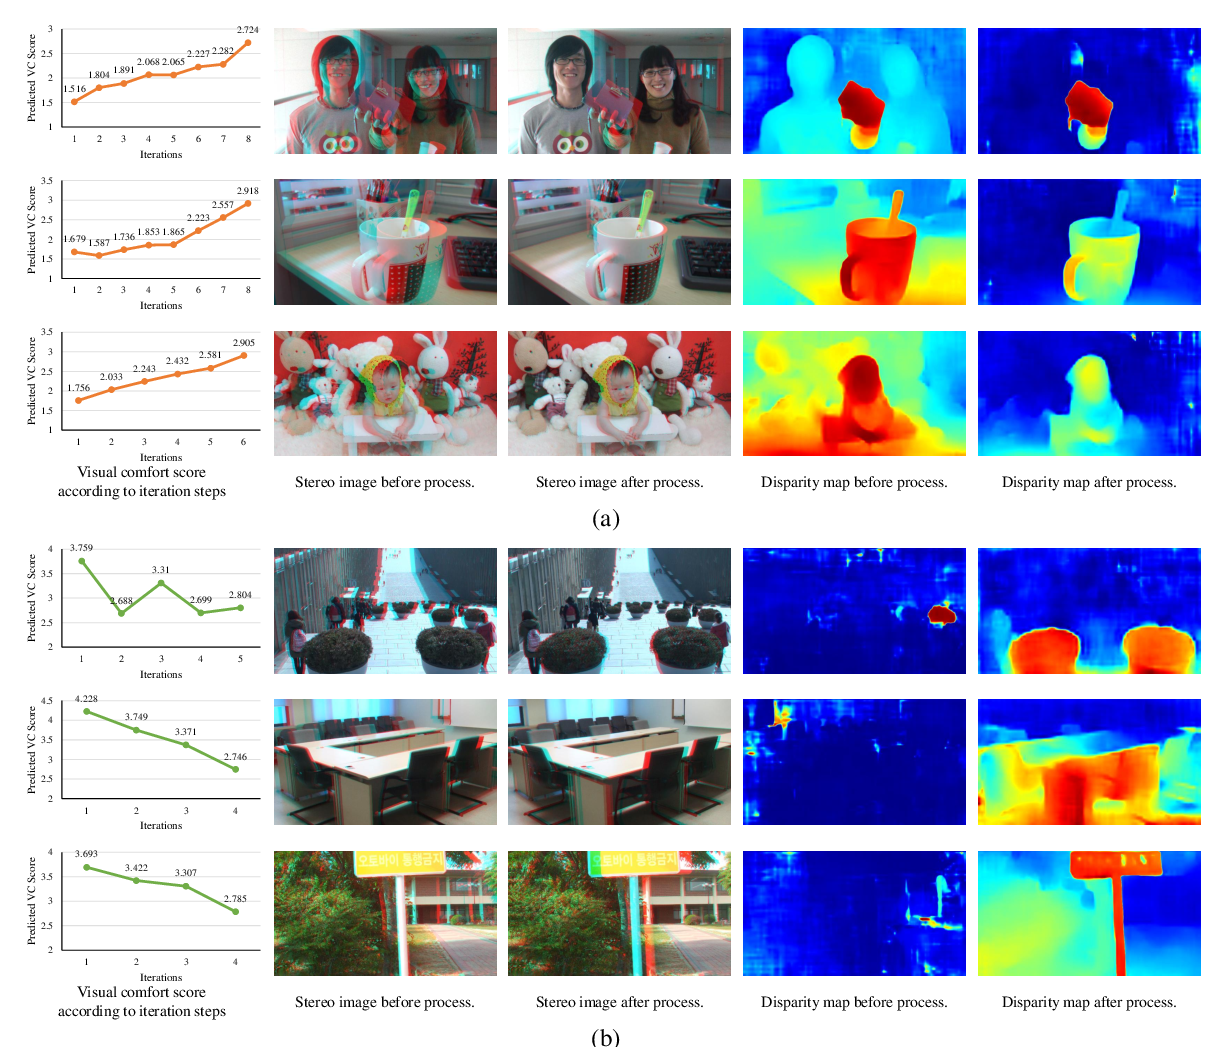 3
2.5
2
1.5
1
Predicted VC Score
1.516
1.804
1.891
2.068
2.065
2.227
2.282
2.724
1 2 3 4 5 6 7 8
Iterations
3.5
3
2.5
2
1.5
1
Predicted VC Score
1.679
1.587
1.736
1.853
1.865
2.223
2.557
2.918
1 2 3 4 5 6 7 8
Iterations
3.5
3
2.5
2
1.5
1
Predicted VC Score
1.756
2.033
2.243
2.432
2.581
2.905
1 2 3 4 5 6
Iterations
Visual comfort score
according to iteration steps
Stereo image before process.
Stereo image after process.
Disparity map before process.
Disparity map after process.
(a)
4
3.5
3
2.5
2
Predicted VC Score
3.759
2.688
3.31
2.699
2.804
1 2 3 4 5
Iterations
4.5
4
3.5
3
2.5
2
Predicted VC Score
4.228
3.749
3.371
2.746
1 2 3 4
Iterations
4
3.5
3
2.5
2
Predicted VC Score
3.693
3.422
3.307
2.785
1 2 3 4
Iterations
오토바이 통행금지
오토바이 통행금지
Visual comfort score
according to iteration steps
Stereo image before process.
Stereo image after process.
Disparity map before process.
Disparity map after process.
(b)